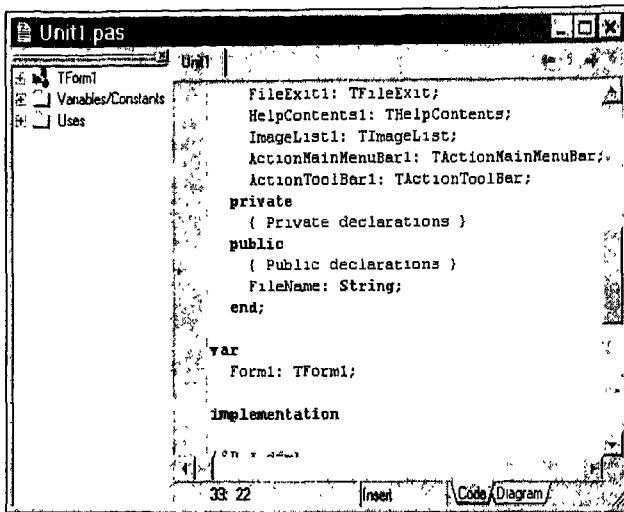 Unit1.pas
Unit1
TForm1
Variables/Constants
Uses
FileExit1: TFileExit;
HelpContents1: THelpContents;
ImageList1: TImageList;
ActionMainMenuBar1: TActionMainMenuBar;
ActionToolBar1: TActionToolBar;
private
{ Private declarations }
public
{ Public declarations }
FileName: String;
end;
var
Form1: TForm1;
implementation
33: 22
Insert
Code
Diagram